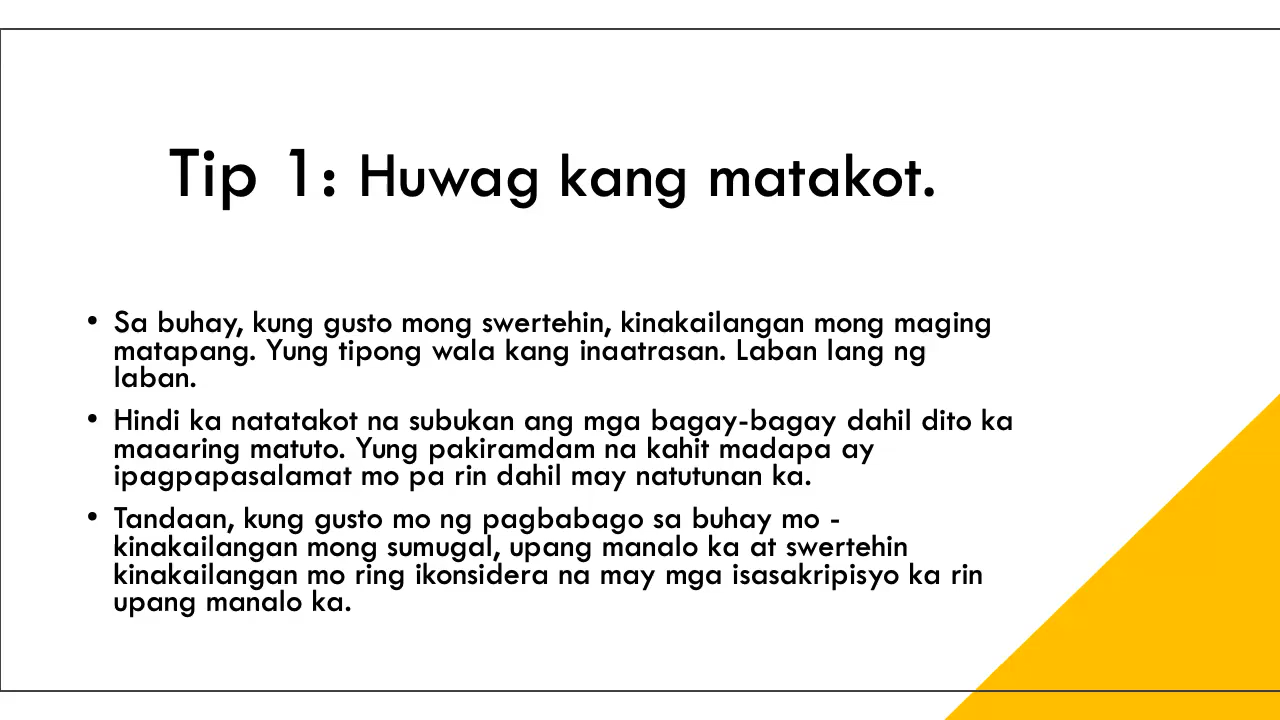 Tip 1: Huwag kang matakot.
• Sa buhay, kung gusto mong swertehin, kinakailangan mong maging
matapang. Yung tipong wala kang inaatrasan. Laban lang ng
laban.
• Hindi ka natatakot na subukan ang mga bagay-bagay dahil dito ka
maaaring matuto. Yung pakiramdam na kahit madapa ay
ipagpapasalamat mo pa rin dahil may natutunan ka.
• Tandaan, kung gusto mo ng pagbabago sa buhay mo -
kinakailangan mong sumugal, upang manalo ka at swertehin
kinakailangan mo ring ikonsidera na may mga isasakripisyo ka rin
upang manalo ka.